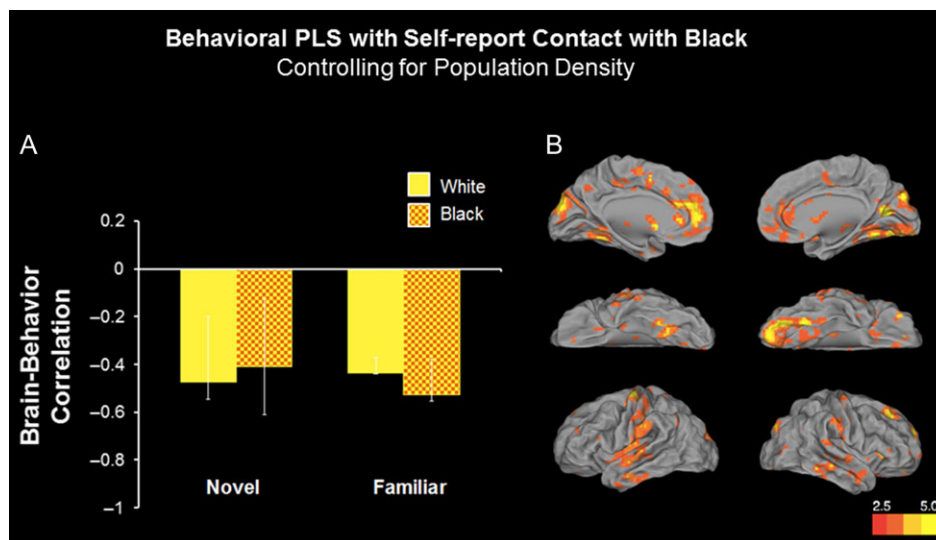 Behavioral PLS with Self-report Contact with Black
Controlling for Population Density
A
B
White
Black
0.2
0
–0.2
–0.4
–0.6
–0.8
–1
Brain-Behavior
Correlation
Novel
Familiar
2.5
5.0